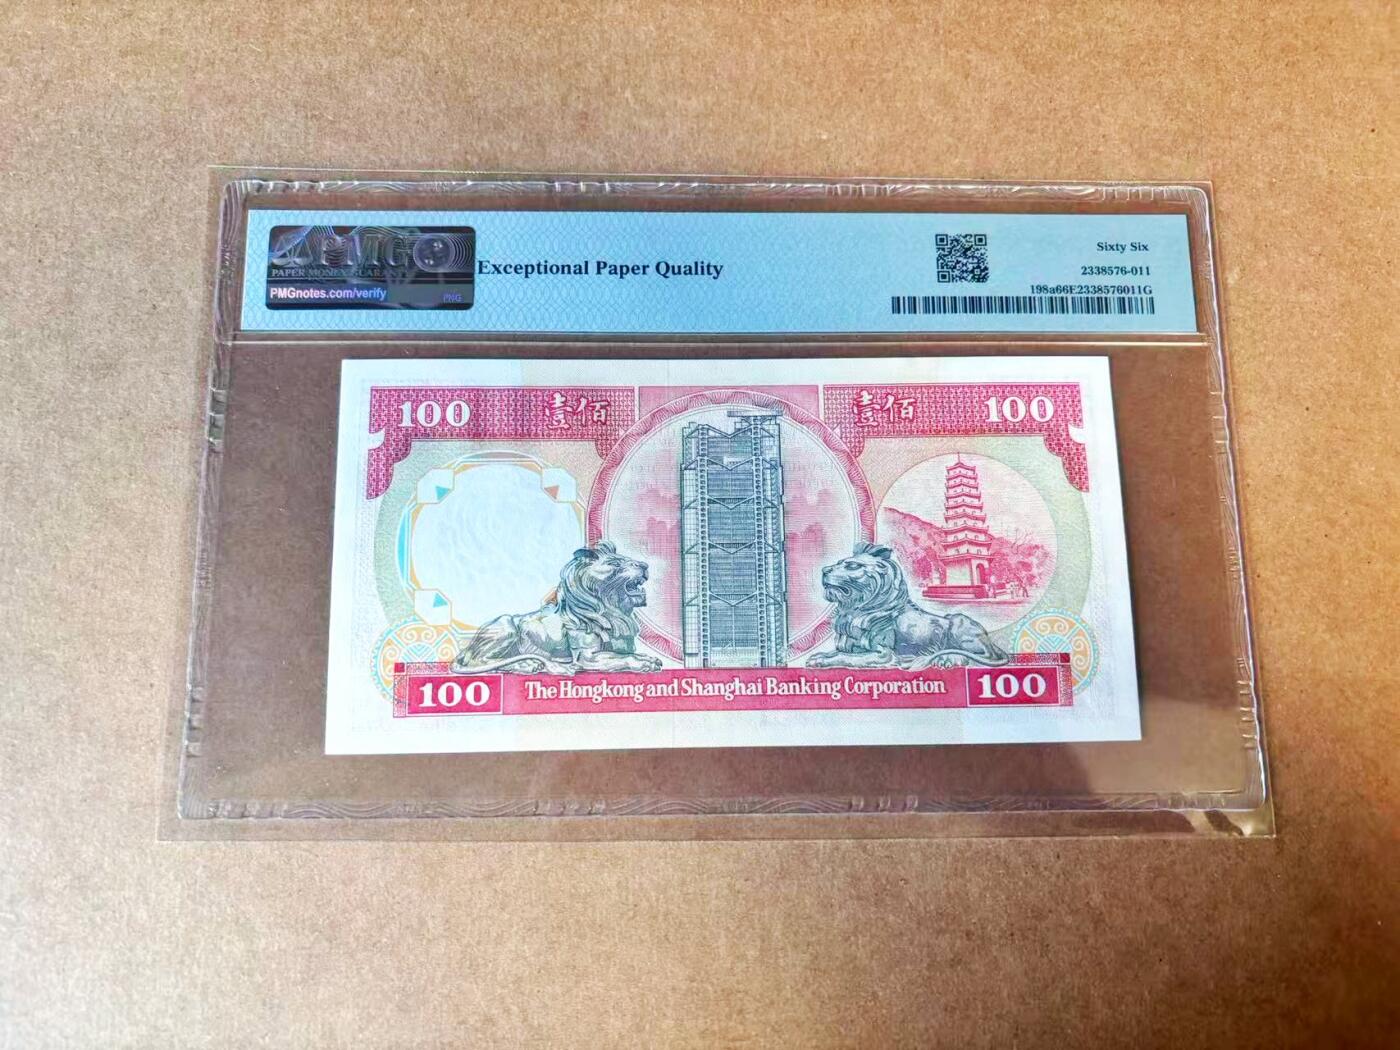 PMG
PAPER MONEY GUARANTY
PMGnotes.com/verify
PNG
Exceptional Paper Quality
Sixty Six
2338576-011
198a66E2338576011G
100 壹佰 壹佰 100
100 The Hongkong and Shanghai Banking Corporation 100